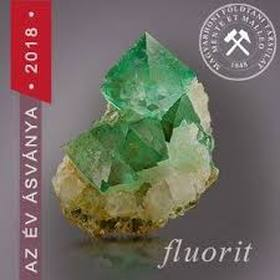 AZ ÉV ÁSVÁNYA • 2018 •
MAGYARHONI FÖLDTANI TÁRSULAT
MENTE ET MALLEO
1848
fluorit